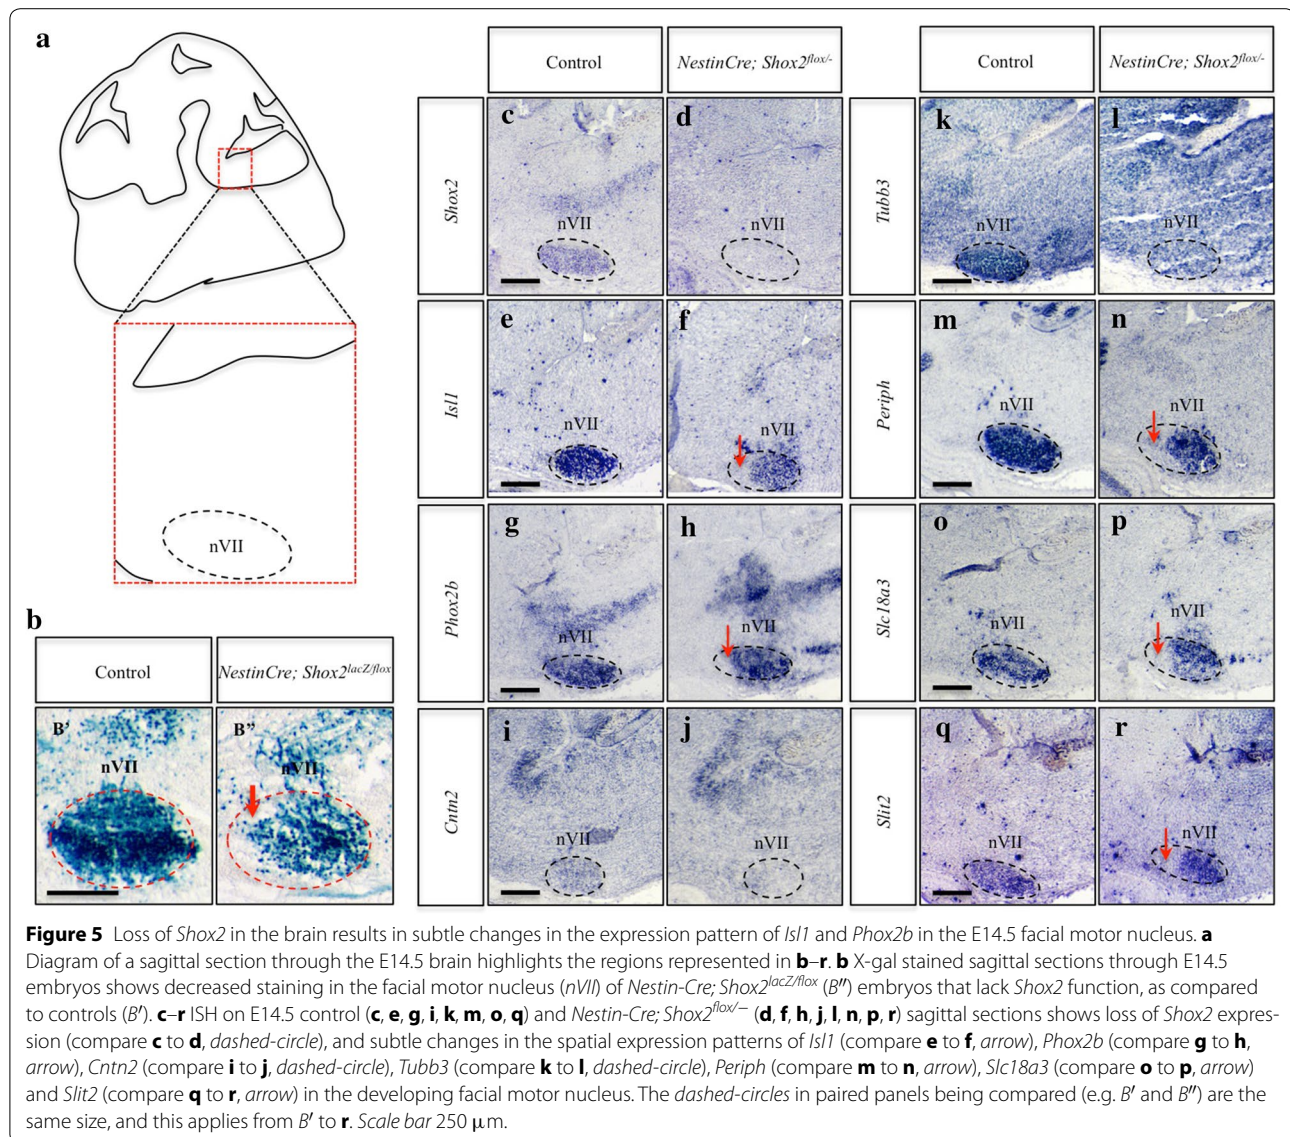 a
nVII
b
Control
NestinCre; Shox2lacZ/flox
B′
nVII
B″
nVII
Control
NestinCre; Shox2flox/-
Shox2
c
nVII
d
nVII
Isl1
e
nVII
f
nVII
Phox2b
g
nVII
h
nVII
Cntn2
i
nVII
j
nVII
Control
NestinCre; Shox2flox/-
Tubb3
k
nVII
l
nVII
Periph
m
nVII
n
nVII
Slc18a3
o
nVII
p
nVII
Slit2
q
nVII
r
nVII
Figure 5 Loss of Shox2 in the brain results in subtle changes in the expression pattern of Isl1 and Phox2b in the E14.5 facial motor nucleus. a
Diagram of a sagittal section through the E14.5 brain highlights the regions represented in b–r. b X-gal stained sagittal sections through E14.5
embryos shows decreased staining in the facial motor nucleus (nVII) of Nestin-Cre; Shox2lacZ/flox (B″) embryos that lack Shox2 function, as compared
to controls (B′). c–r ISH on E14.5 control (c, e, g, i, k, m, o, q) and Nestin-Cre; Shox2flox/− (d, f, h, j, l, n, p, r) sagittal sections shows loss of Shox2 expres-
sion (compare c to d, dashed-circle), and subtle changes in the spatial expression patterns of Isl1 (compare e to f, arrow), Phox2b (compare g to h,
arrow), Cntn2 (compare i to j, dashed-circle), Tubb3 (compare k to l, dashed-circle), Periph (compare m to n, arrow), Slc18a3 (compare o to p, arrow)
and Slit2 (compare q to r, arrow) in the developing facial motor nucleus. The dashed-circles in paired panels being compared (e.g. B′ and B″) are the
same size, and this applies from B′ to r. Scale bar 250 μm.